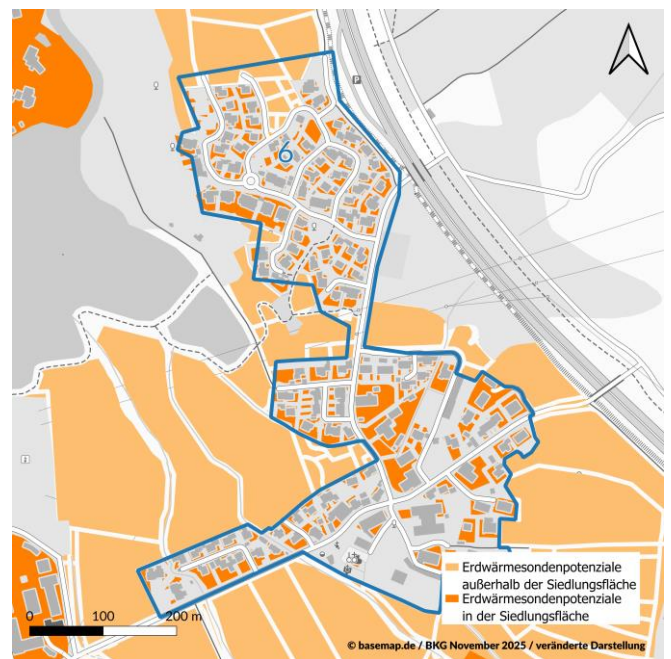 P
6
Erdwärmesondenpotenziale
außerhalb der Siedlungsfläche
Erdwärmesondenpotenziale
in der Siedlungsfläche
0 100 200 m
© basemap.de / BKG November 2025 / veränderte Darstellung